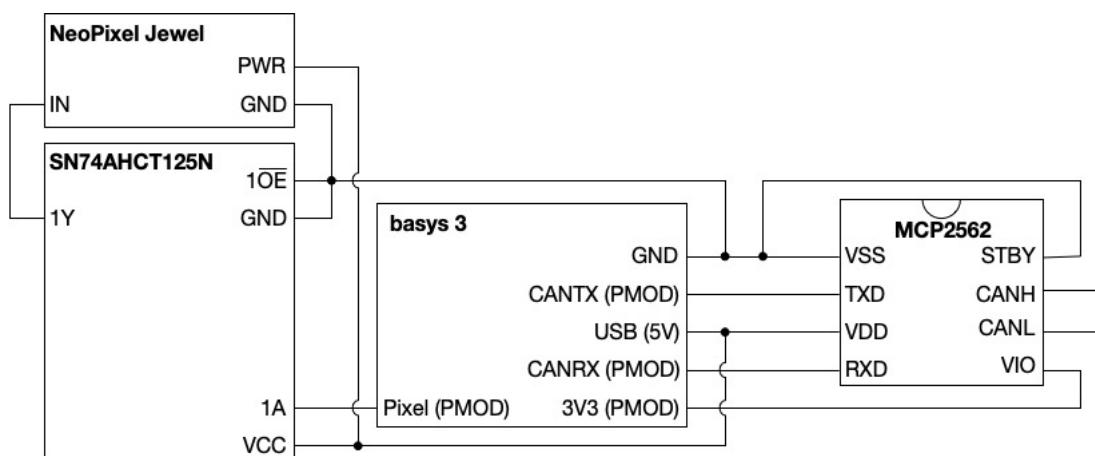 NeoPixel Jewel
PWR
IN
GND
SN74AHCT125N
1O̅E̅
1Y
GND
1A
VCC
basys 3
GND
CANTX (PMOD)
USB (5V)
CANRX (PMOD)
Pixel (PMOD)
3V3 (PMOD)
MCP2562
VSS
STBY
TXD
CANH
VDD
CANL
RXD
VIO